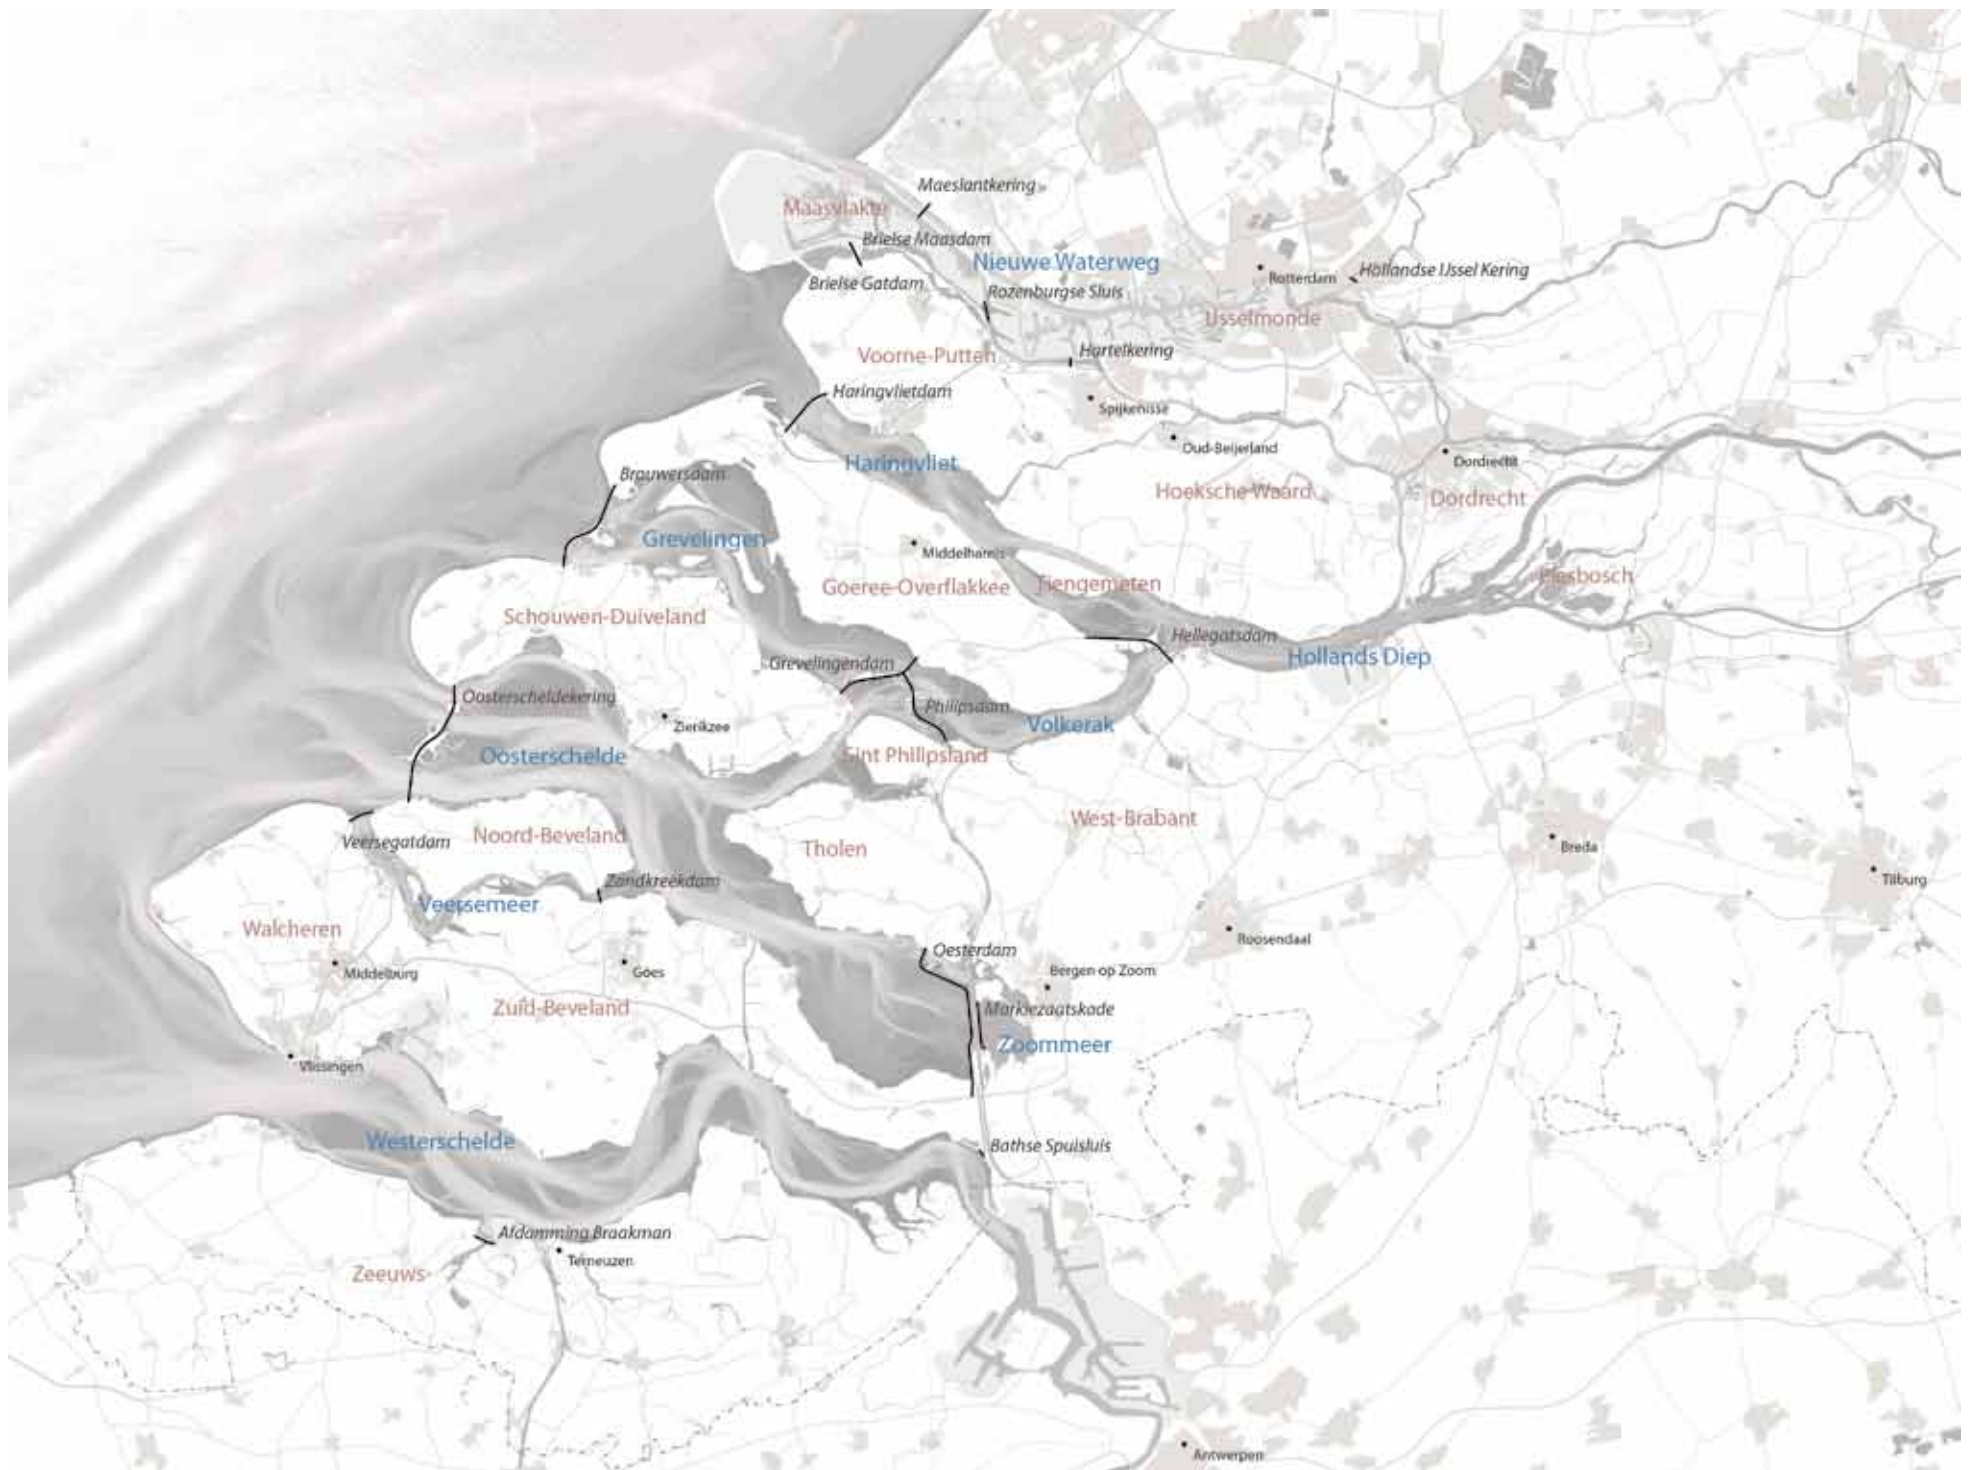 Maeslantkering
Maasvlakte
Brielse Maasdam
Nieuwe Waterweg
Hollandse IJssel Kering
Rotterdam
Brielse Gatdam
Rozenburgse Sluis
IJsselmonde
Hartelkering
Voorne-Putten
Haringvlietdam
Spijkenisse
Oud-Beijerland
Haringvliet
Dordrecht
Brouwersdam
Hoeksche Waard
Dordrecht
Grevelingen
Middelharnis
Goeree-Overflakkee
Tiengemeten
Biesbosch
Schouwen-Duiveland
Hellegatsdam
Hollands Diep
Grevelingendam
Oosterscheldekering
Philipsdam
Zierikzee
Volkerak
Oosterschelde
Sint Philipsland
West-Brabant
Noord-Beveland
Veersegatdam
Tholen
Breda
Zandkreekdam
Tilburg
Veersemeer
Walcheren
Roosendaal
Oesterdam
Middelburg
Goes
Bergen op Zoom
Zuid-Beveland
Markiezaatskade
Zoommeer
Vlissingen
Westerschelde
Bathse Spuisluis
Afdamming Braakman
Terneuzen
Zeeuws-
Antwerpen